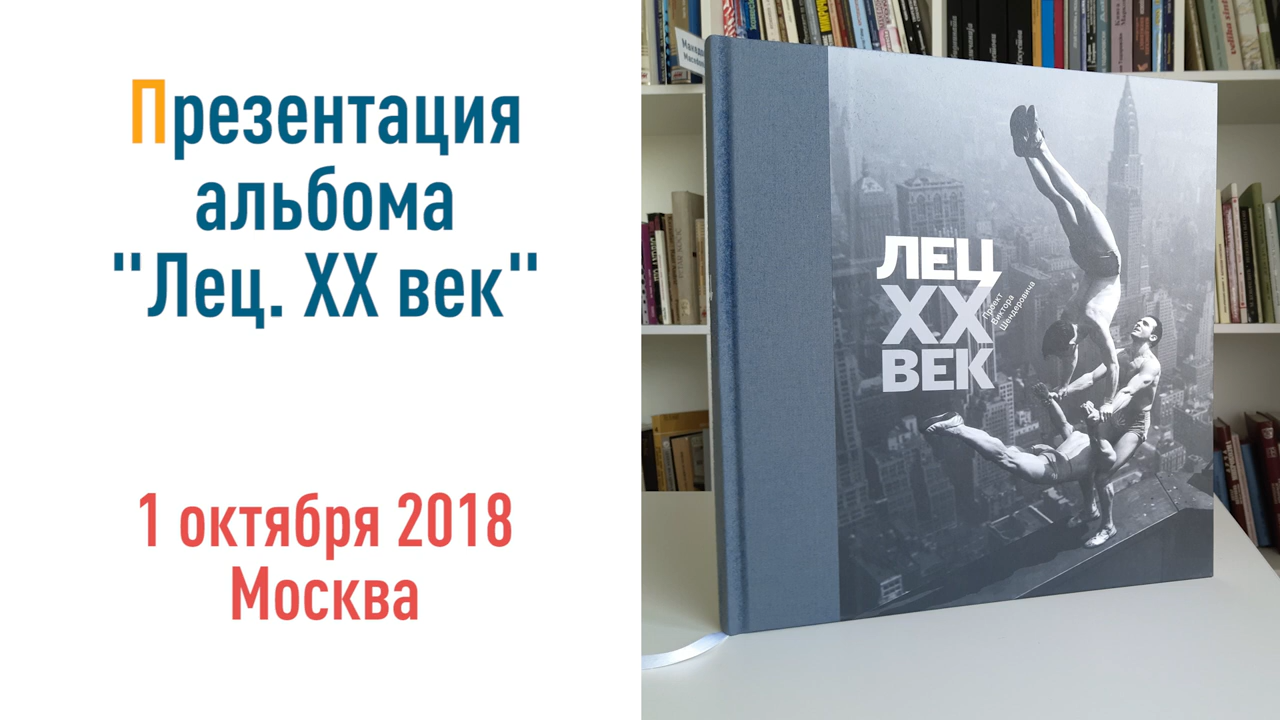 Презентация
альбома
"Лец. XX век"
1 октября 2018
Москва
ЛЕЦ
XX
ВЕК
Проект
Виктора
Шендеровича